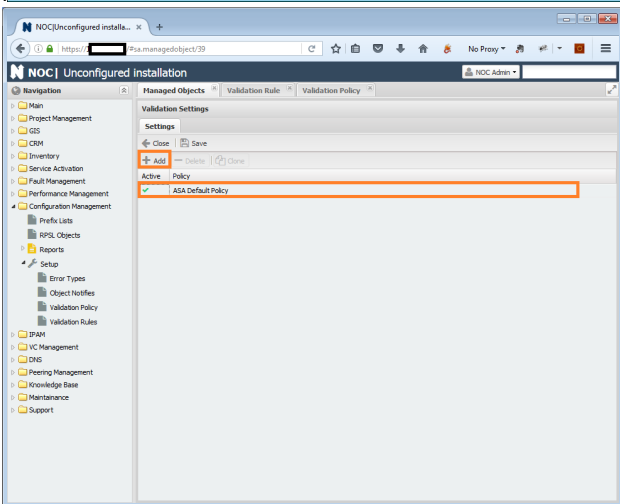 NOC|Unconfigured installa...
https://
/#sa.managedobject/39
No Proxy
NOC| Unconfigured installation
NOC Admin
Navigation
Managed Objects
Validation Rule
Validation Policy
Main
Project Management
GIS
CRM
Inventory
Service Activation
Fault Management
Performance Management
Configuration Management
Prefix Lists
RPSL Objects
Reports
Setup
Error Types
Object Notifies
Validation Policy
Validation Rules
IPAM
VC Management
DNS
Peering Management
Knowledge Base
Maintainance
Support
Validation Settings
Settings
Close Save
Add Delete Clone
Active Policy
ASA Default Policy